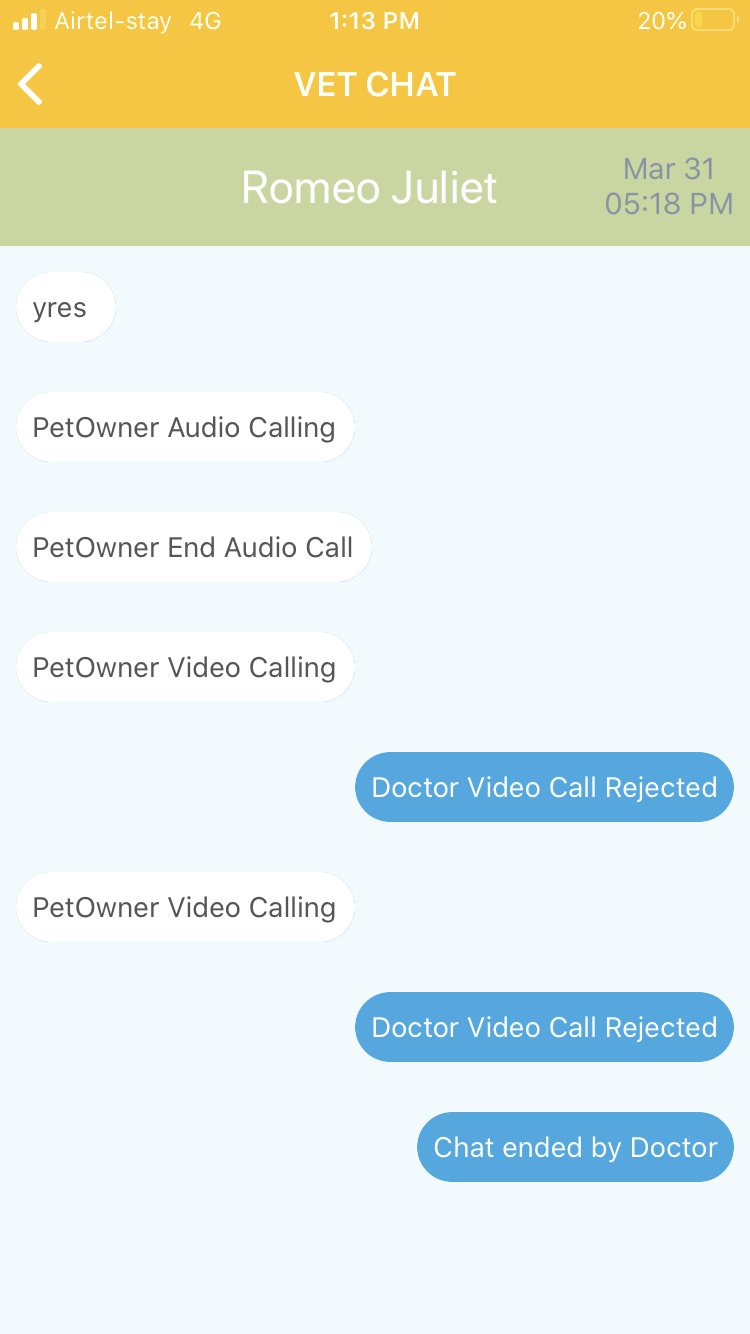 Airtel-stay 4G 1:13 PM 20%
VET CHAT
Romeo Juliet
Mar 31
05:18 PM
yres
PetOwner Audio Calling
PetOwner End Audio Call
PetOwner Video Calling
Doctor Video Call Rejected
PetOwner Video Calling
Doctor Video Call Rejected
Chat ended by Doctor